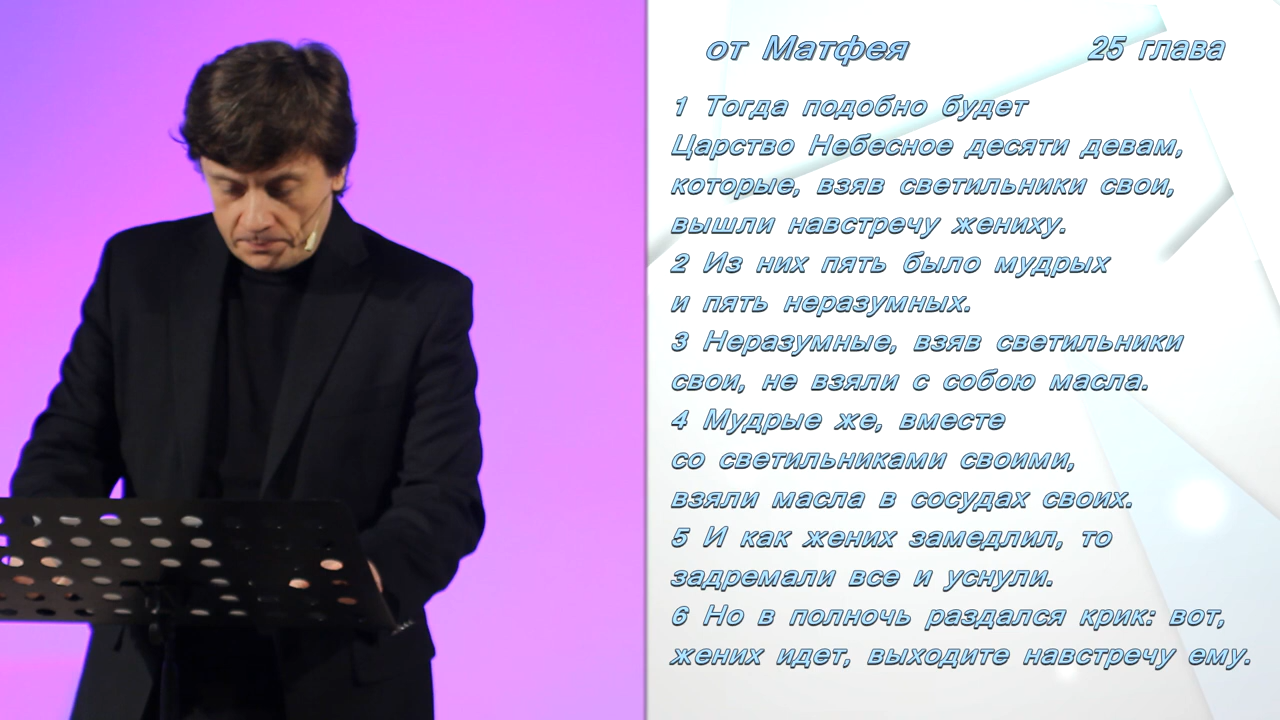 от Матфея 25 глава
1 Тогда подобно будет
Царство Небесное десяти девам,
которые, взяв светильники свои,
вышли навстречу жениху.
2 Из них пять было мудрых
и пять неразумных.
3 Неразумные, взяв светильники
свои, не взяли с собою масла.
4 Мудрые же, вместе
со светильниками своими,
взяли масла в сосудах своих.
5 И как жених замедлил, то
задремали все и уснули.
6 Но в полночь раздался крик: вот,
жених идет, выходите навстречу ему.